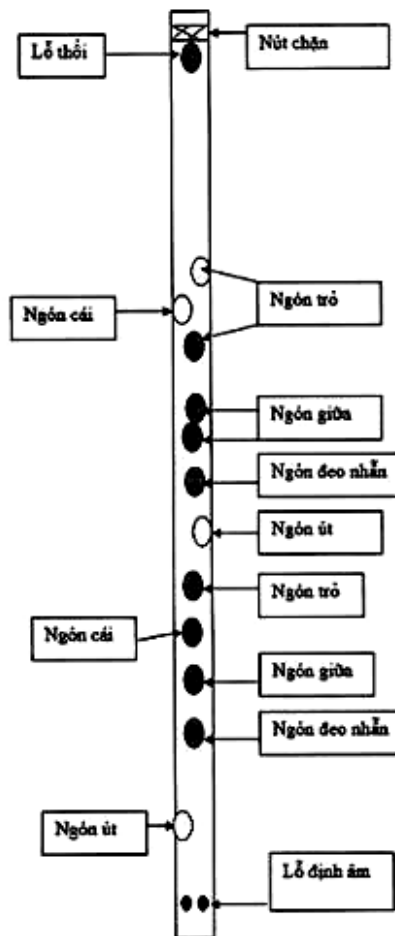 Nút chặn
Lỗ thổi
Ngón trỏ
Ngón cái
Ngón giữa
Ngón đeo nhẫn
Ngón út
Ngón trỏ
Ngón cái
Ngón giữa
Ngón đeo nhẫn
Ngón út
Lỗ định âm